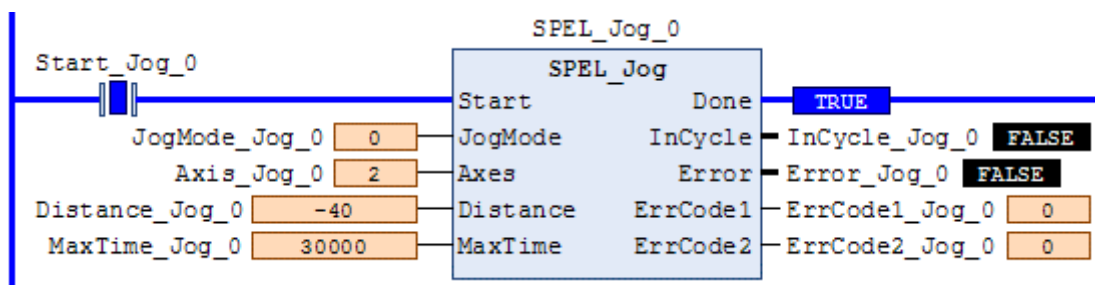 SPEL_Jog_0
Start_Jog_0
SPEL_Jog
Start Done TRUE
JogMode_Jog_0 0 JogMode InCycle InCycle_Jog_0 FALSE
Axis_Jog_0 2 Axes Error Error_Jog_0 FALSE
Distance_Jog_0 -40 Distance ErrCode1 ErrCode1_Jog_0 0
MaxTime_Jog_0 30000 MaxTime ErrCode2 ErrCode2_Jog_0 0